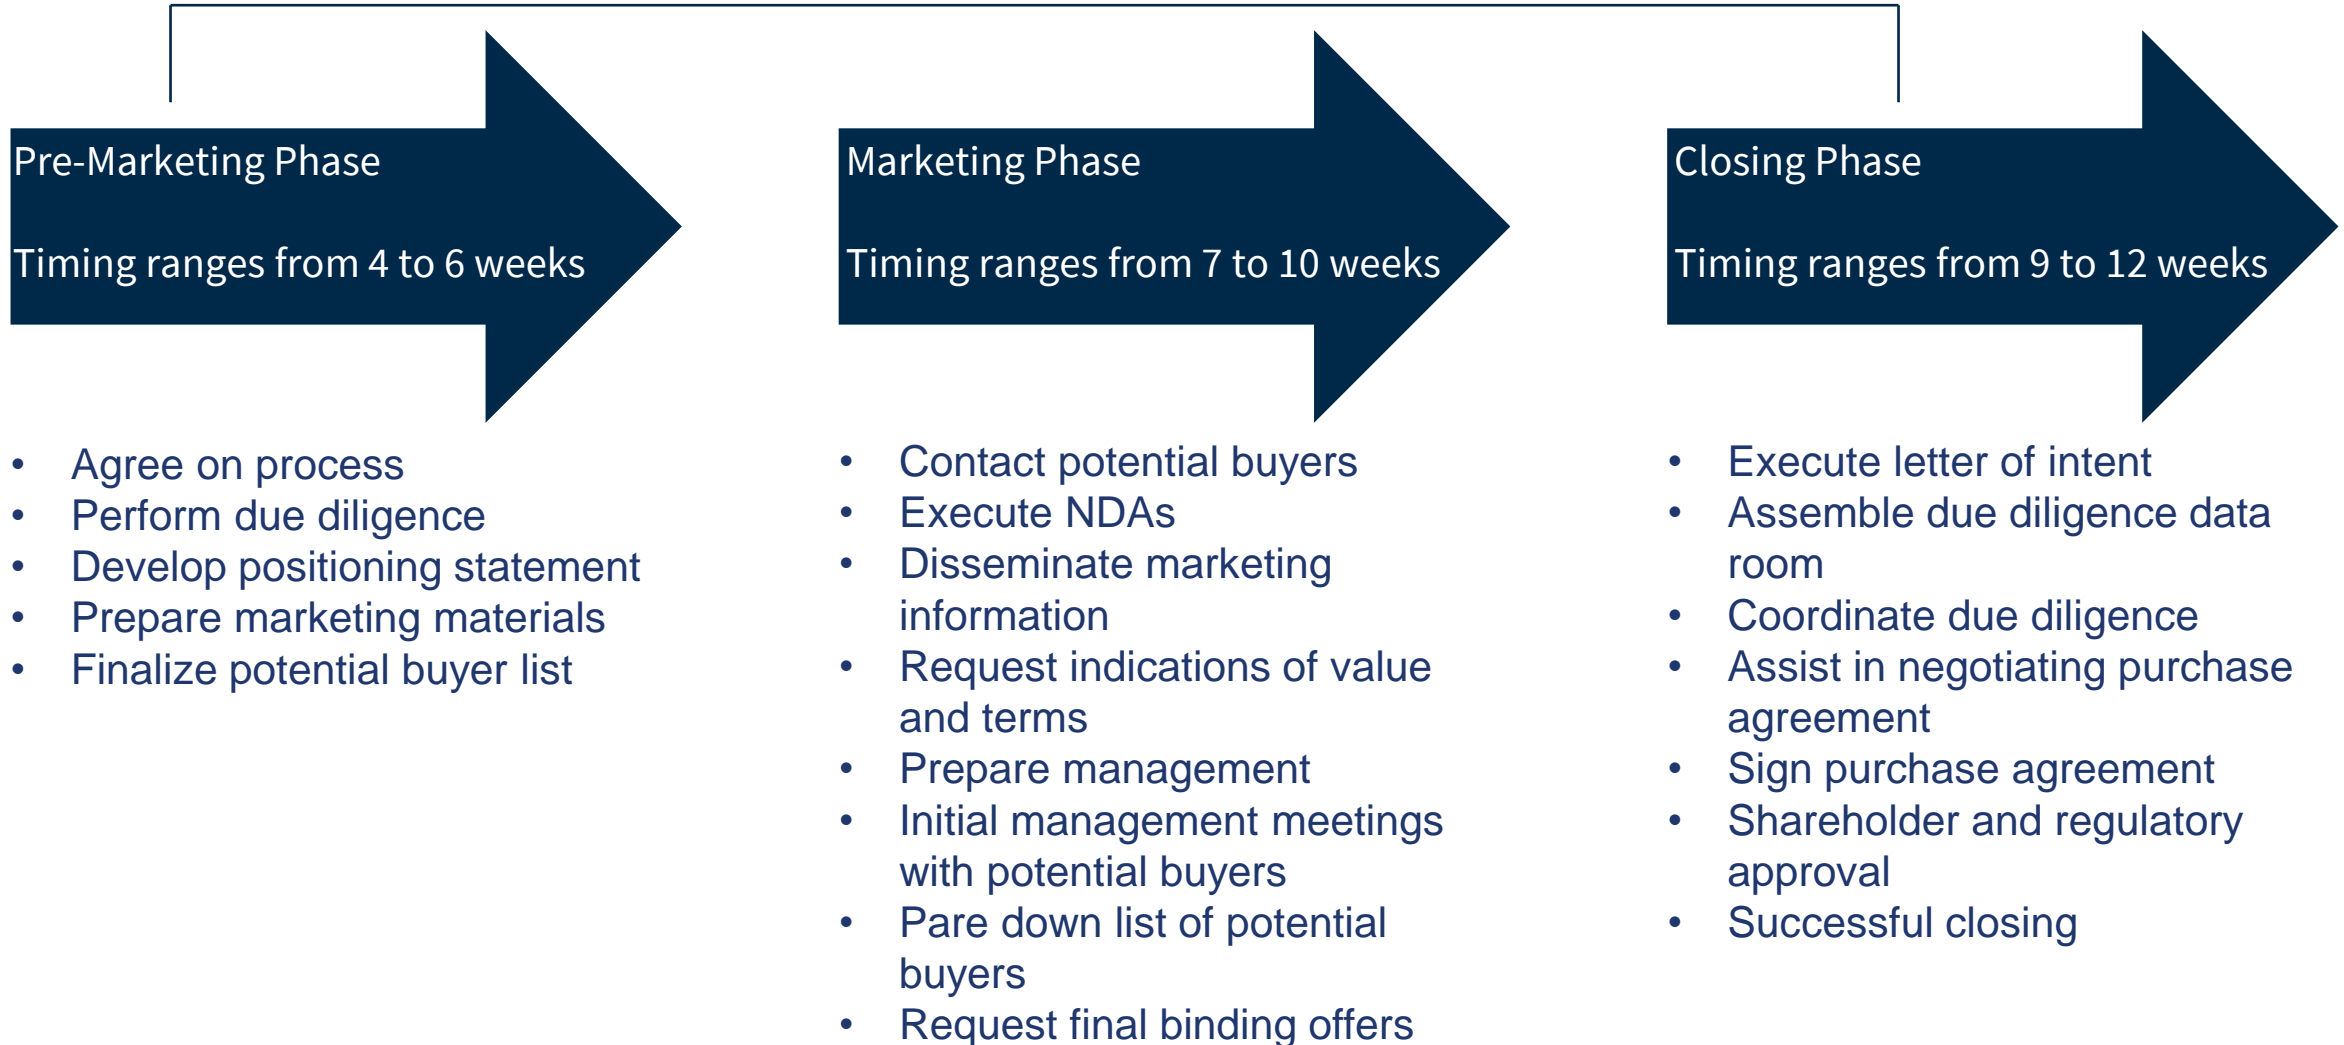 Pre-Marketing Phase
Timing ranges from 4 to 6 weeks
• Agree on process
• Perform due diligence
• Develop positioning statement
• Prepare marketing materials
• Finalize potential buyer list
Marketing Phase
Timing ranges from 7 to 10 weeks
• Contact potential buyers
• Execute NDAs
• Disseminate marketing
information
• Request indications of value
and terms
• Prepare management
• Initial management meetings
with potential buyers
• Pare down list of potential
buyers
• Request final binding offers
Closing Phase
Timing ranges from 9 to 12 weeks
• Execute letter of intent
• Assemble due diligence data
room
• Coordinate due diligence
• Assist in negotiating purchase
agreement
• Sign purchase agreement
• Shareholder and regulatory
approval
• Successful closing